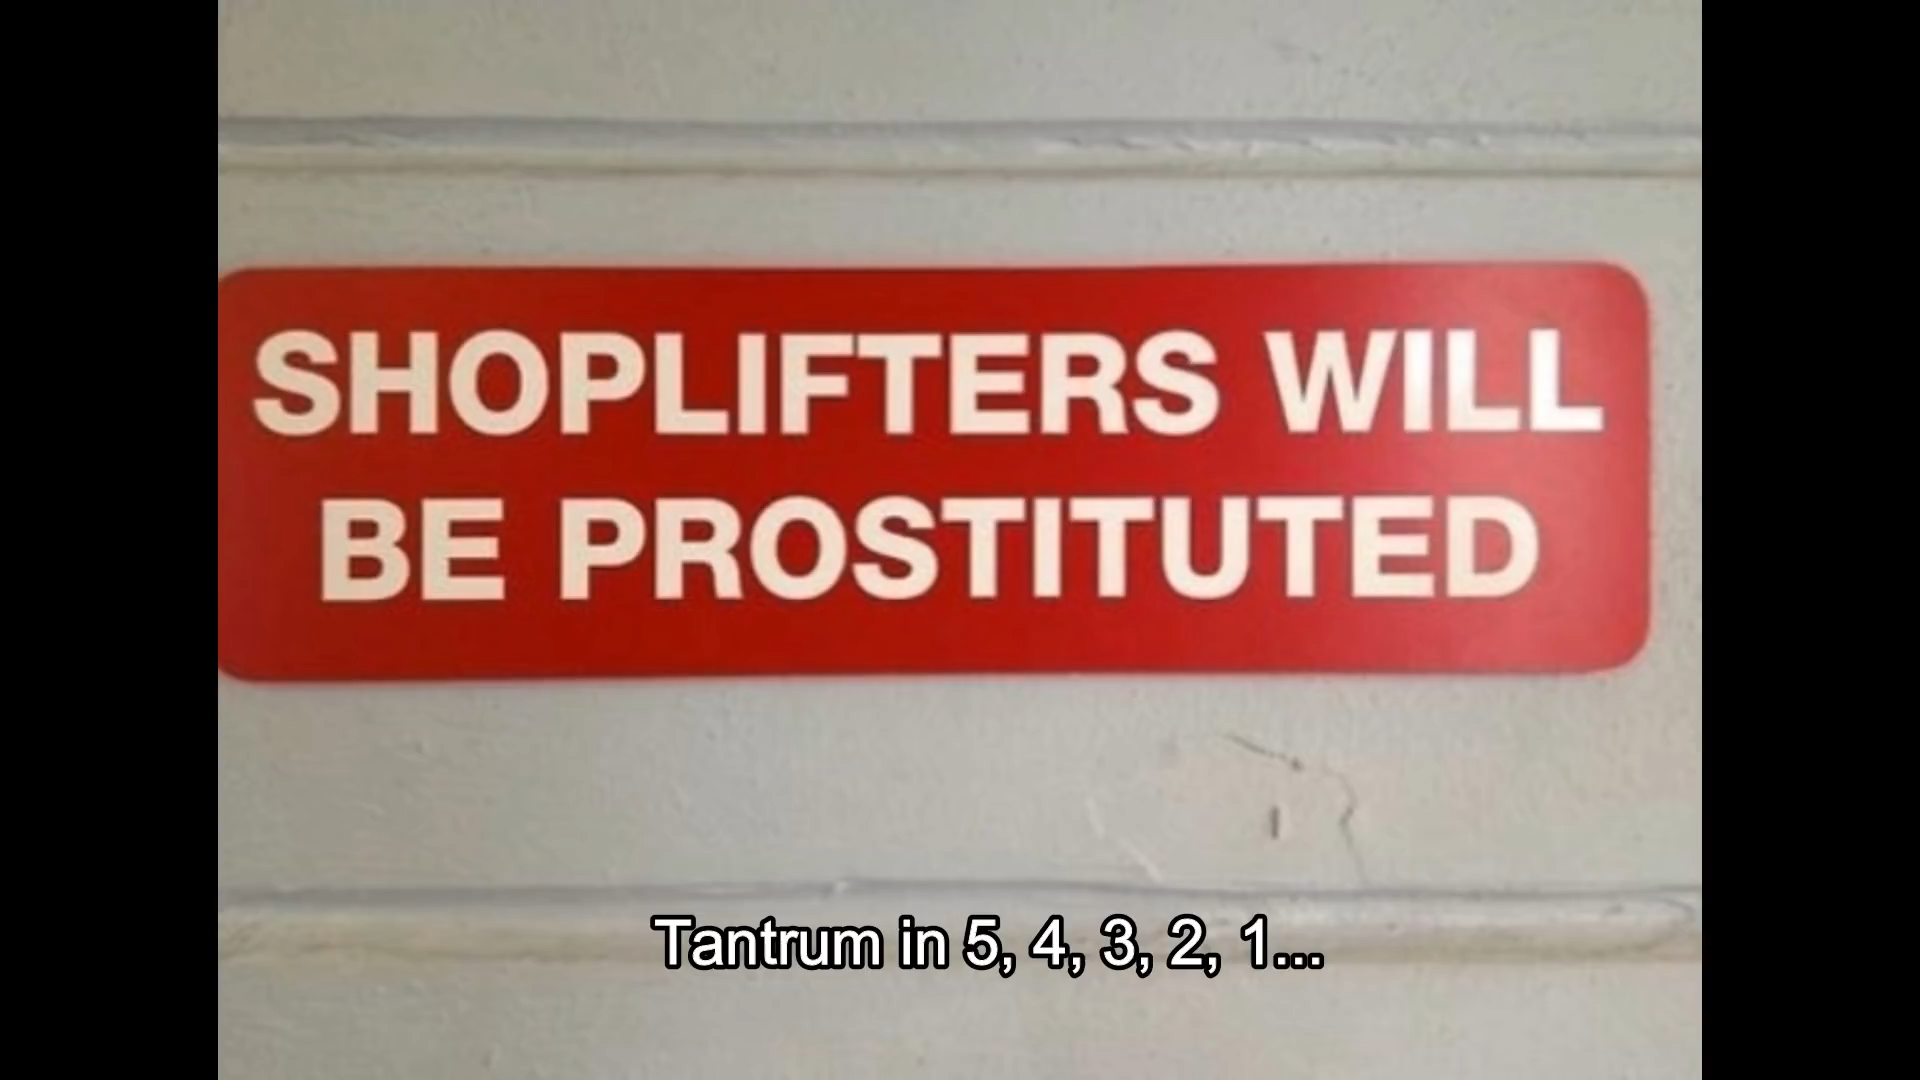 SHOPLIFTERS WILL
BE PROSTITUTED
Tantrum in 5, 4, 3, 2, 1...